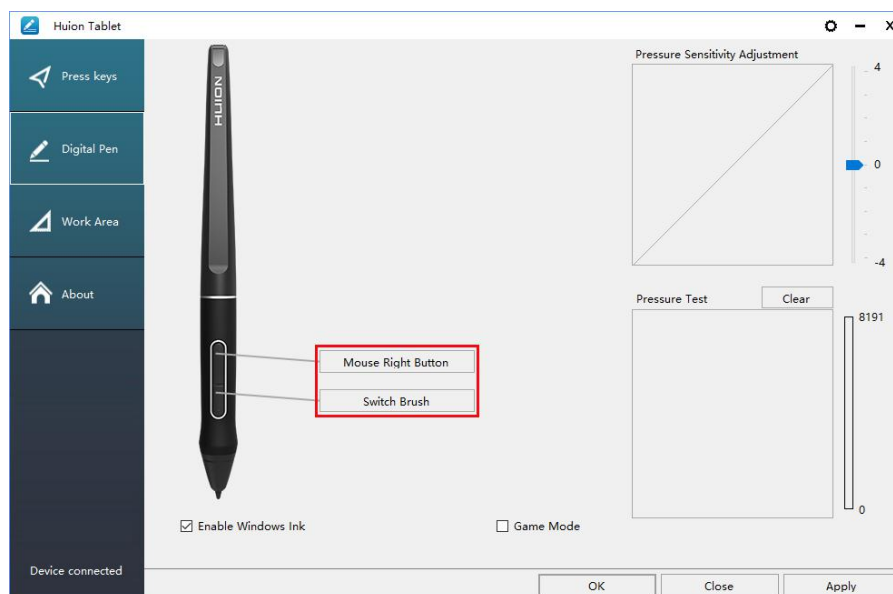 Huion Tablet
X
Press keys
Digital Pen
Work Area
About
Device connected
HUION
Mouse Right Button
Switch Brush
Enable Windows Ink
Game Mode
Pressure Sensitivity Adjustment
4
0
-4
Pressure Test
Clear
8191
0
OK
Close
Apply